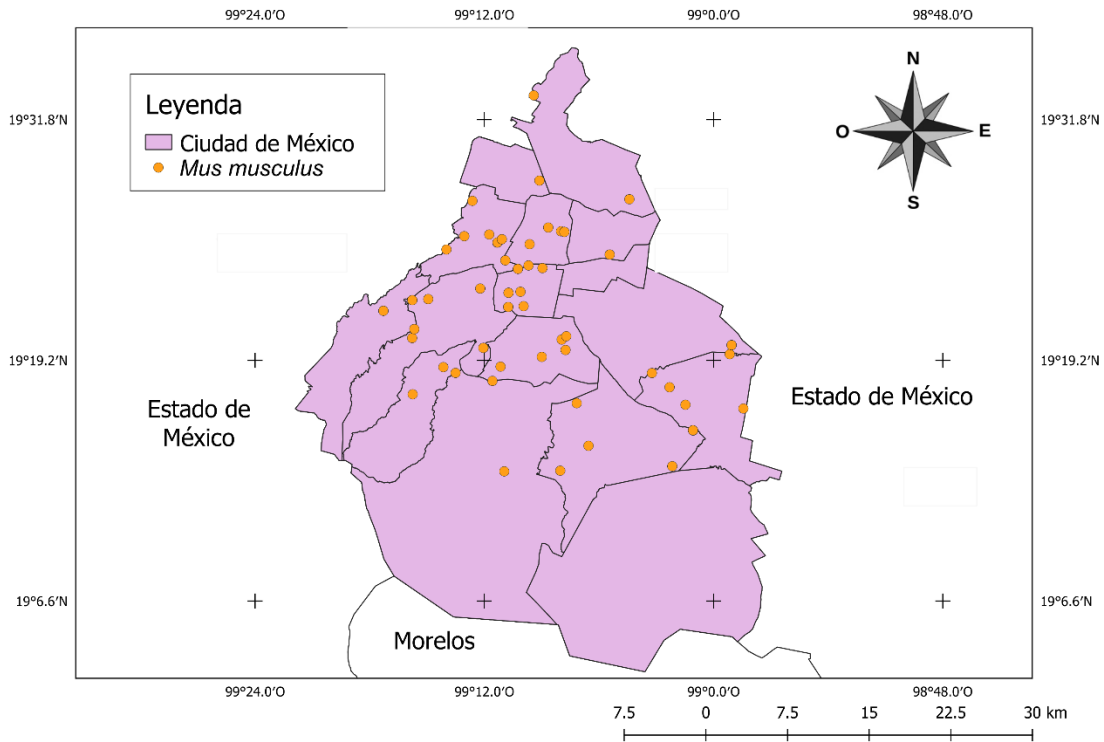 99°24.0′O 99°12.0′O 99°0.0′O 98°48.0′O
N
Leyenda
Ciudad de México
Mus musculus
19°31.8′N 19°31.8′N
O E
S
19°19.2′N 19°19.2′N
Estado de
México
Estado de México
19°6.6′N 19°6.6′N
Morelos
99°24.0′O 99°12.0′O 99°0.0′O 98°48.0′O
7.5 0 7.5 15 22.5 30 km